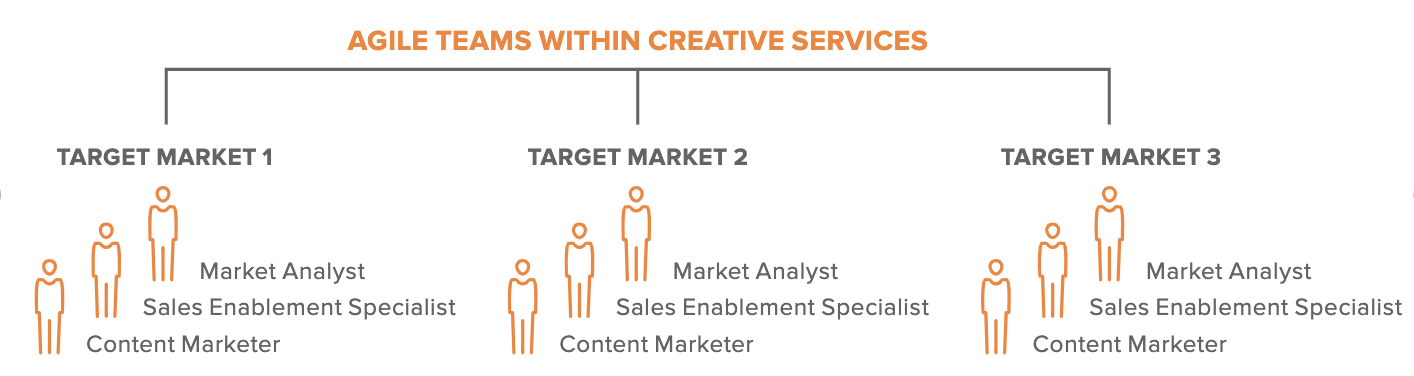 AGILE TEAMS WITHIN CREATIVE SERVICES
TARGET MARKET 1
Market Analyst
Sales Enablement Specialist
Content Marketer
TARGET MARKET 2
Market Analyst
Sales Enablement Specialist
Content Marketer
TARGET MARKET 3
Market Analyst
Sales Enablement Specialist
Content Marketer